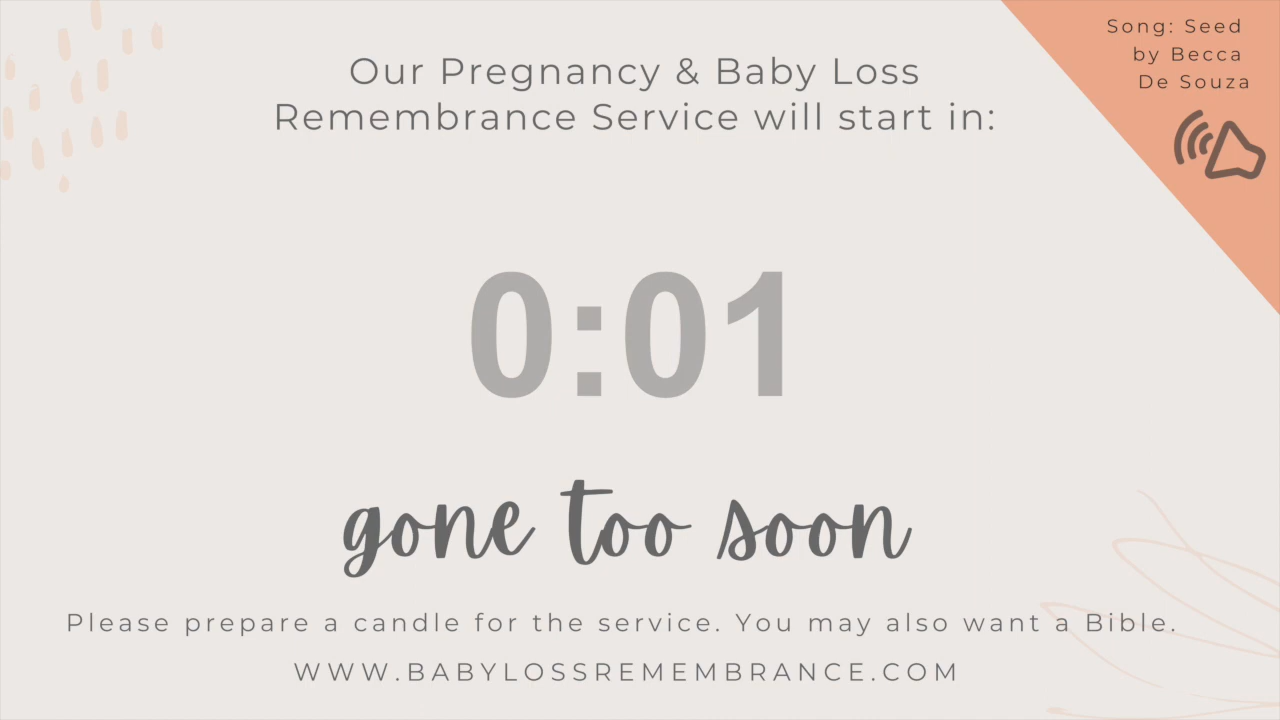 Our Pregnancy & Baby Loss
Remembrance Service will start in:
Song: Seed
by Becca
De Souza
0:01
gone too soon
Please prepare a candle for the service. You may also want a Bible.
WWW.BABYLOSSREMEMBRANCE.COM